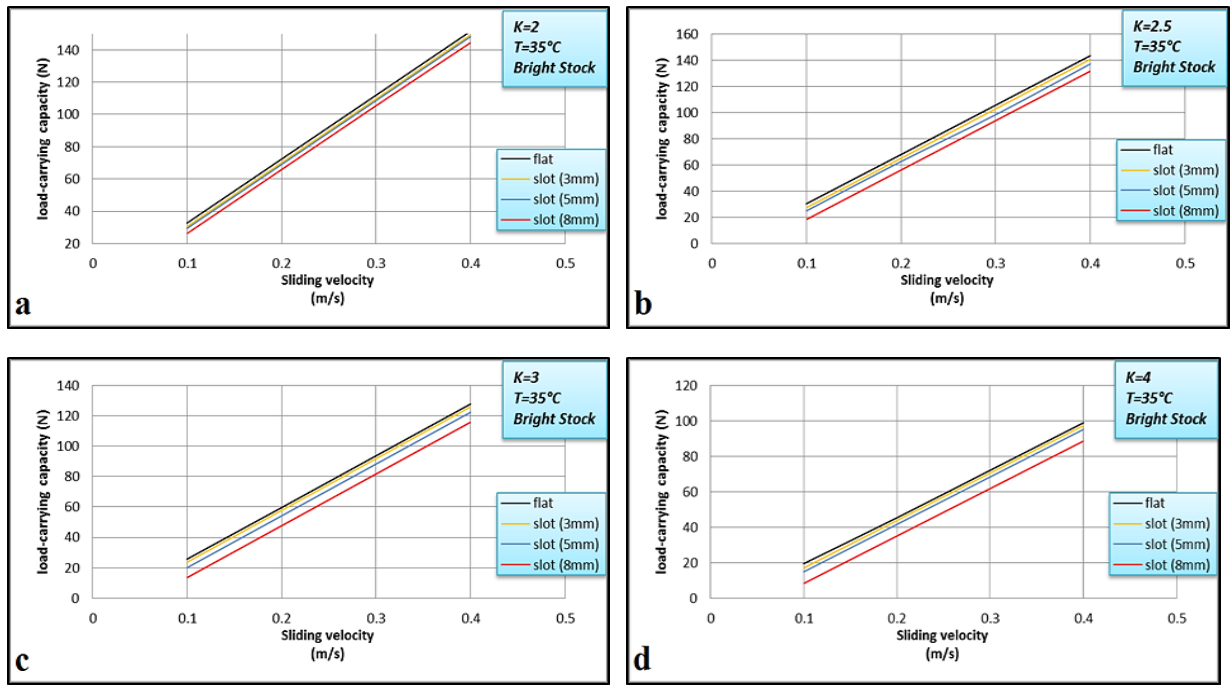 K=2
T=35°C
Bright Stock
load-carrying capacity (N)
140
120
100
80
60
40
20
0
0.1
0.2
0.3
0.4
0.5
Sliding velocity
(m/s)
flat
slot (3mm)
slot (5mm)
slot (8mm)
a
K=2.5
T=35°C
Bright Stock
load-carrying capacity (N)
160
140
120
100
80
60
40
20
0
0
0.1
0.2
0.3
0.4
0.5
Sliding velocity
(m/s)
flat
slot (3mm)
slot (5mm)
slot (8mm)
b
K=3
T=35°C
Bright Stock
load-carrying capacity (N)
140
120
100
80
60
40
20
0
0
0.1
0.2
0.3
0.4
0.5
Sliding velocity
(m/s)
flat
slot (3mm)
slot (5mm)
slot (8mm)
c
K=4
T=35°C
Bright Stock
load-carrying capacity (N)
120
100
80
60
40
20
0
0
0.1
0.2
0.3
0.4
0.5
Sliding velocity
(m/s)
flat
slot (3mm)
slot (5mm)
slot (8mm)
d